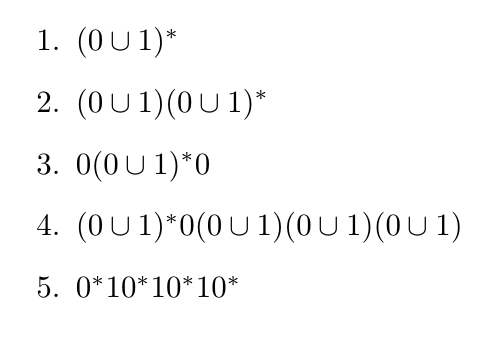 1. (0 ∪ 1)*
2. (0 ∪ 1)(0 ∪ 1)*
3. 0(0 ∪ 1)*0
4. (0 ∪ 1)*0(0 ∪ 1)(0 ∪ 1)(0 ∪ 1)
5. 0*10*10*10*